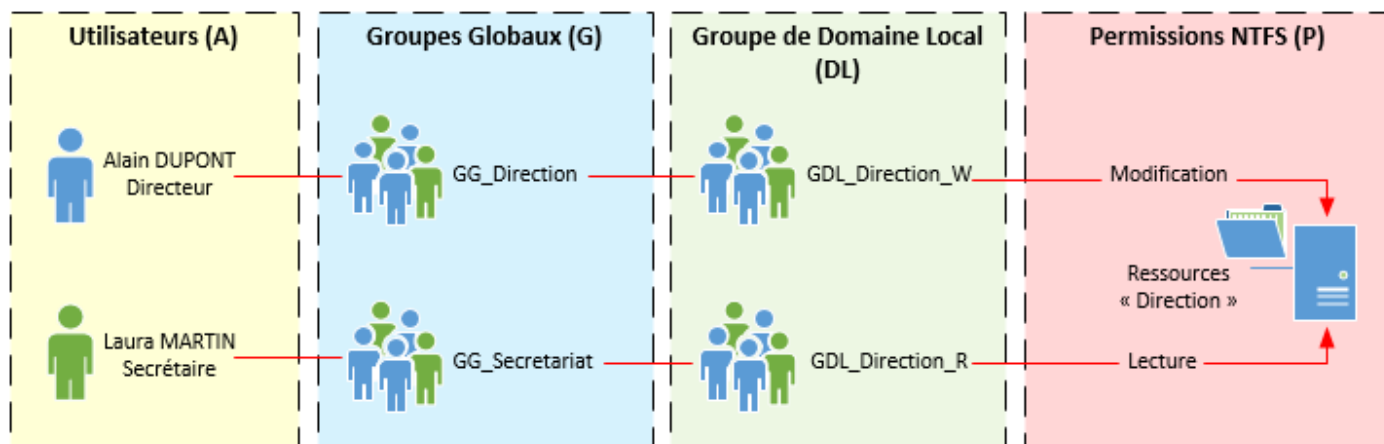 Utilisateurs (A)
Groupes Globaux (G)
Groupe de Domaine Local
(DL)
Permissions NTFS (P)
Alain DUPONT
Directeur
GG_Direction
GDL_Direction_W
Modification
Ressources
« Direction »
Laura MARTIN
Secrétaire
GG_Secretariat
GDL_Direction_R
Lecture